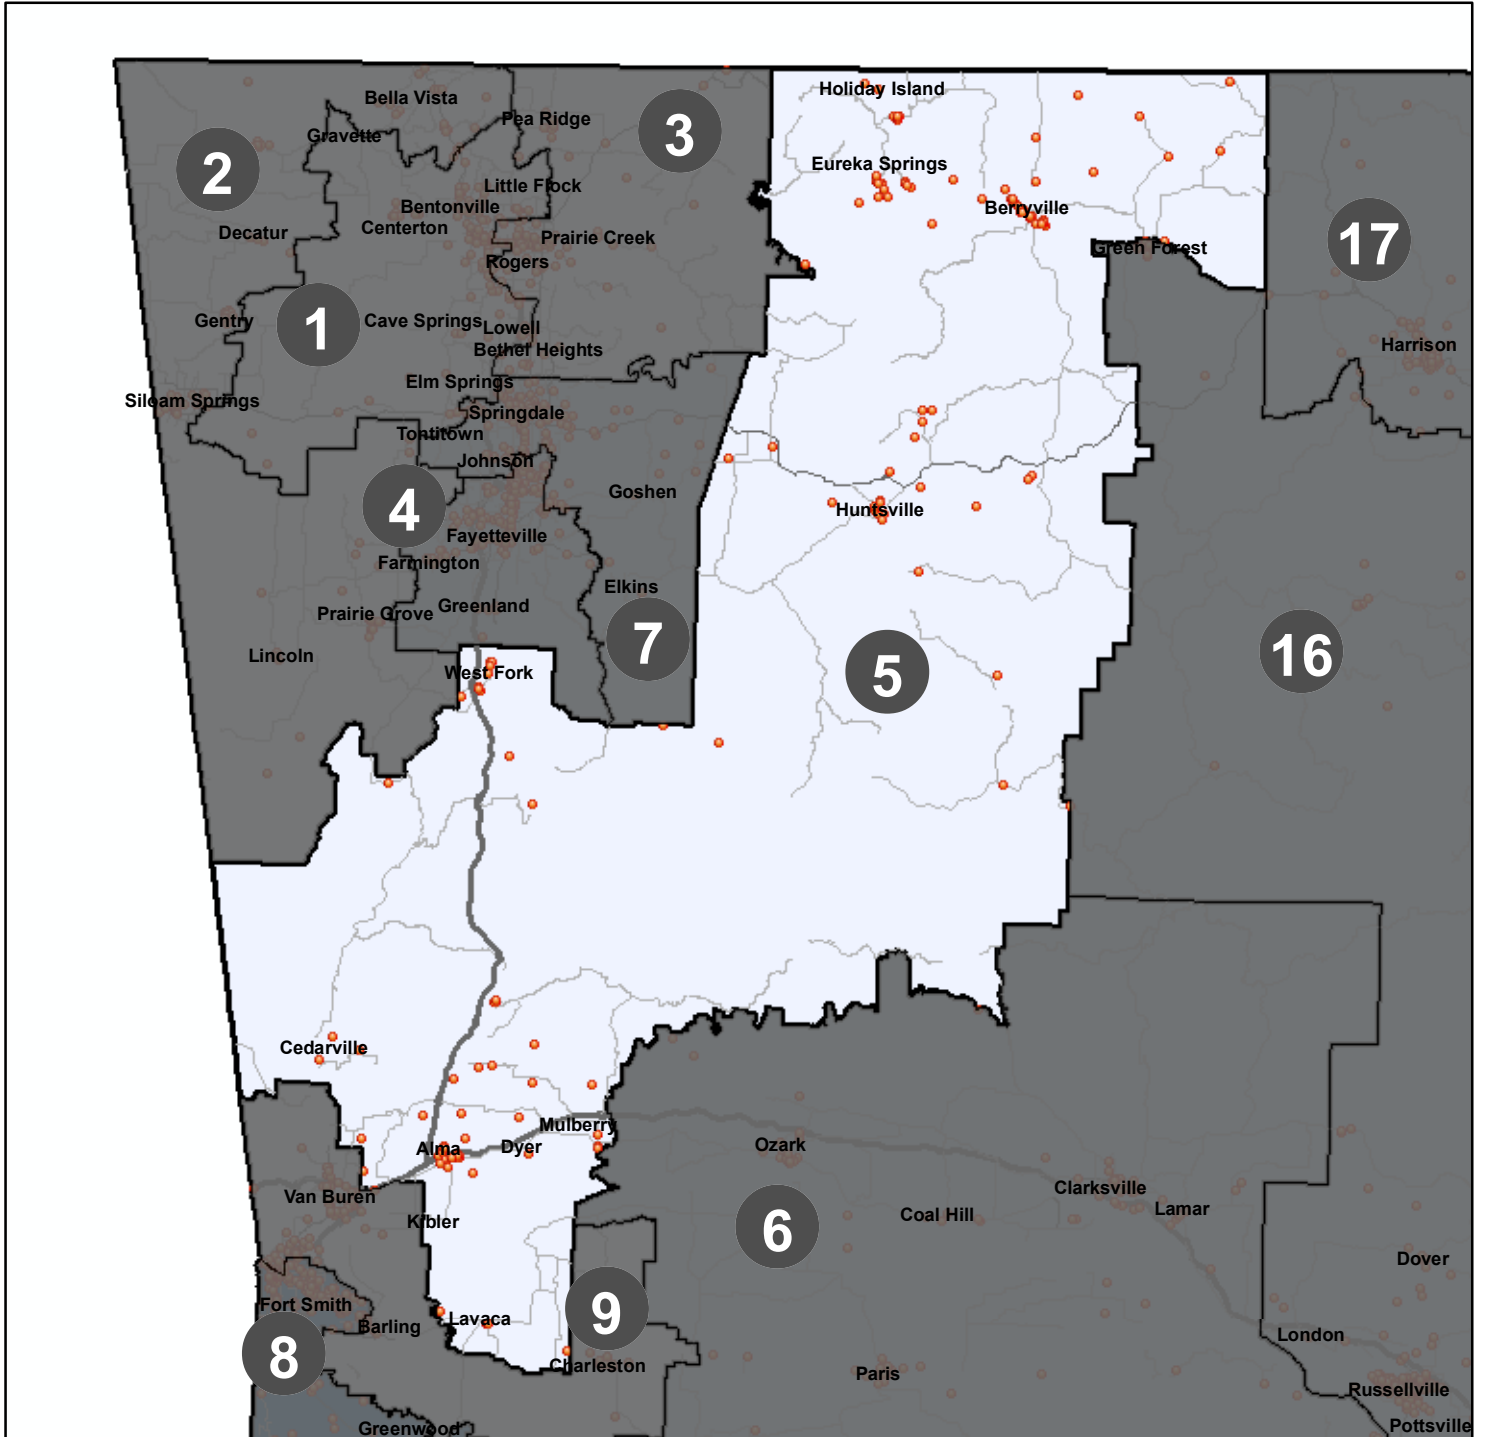 Holiday Island
Bella Vista
Pea Ridge
3
Gravette
2
Eureka Springs
Little Flock
Bentonville
Berryville
Centerton
Decatur
Prairie Creek
17
Green Forest
Rogers
Gentry
1
Cave Springs
Lowell
Harrison
Bethel Heights
Elm Springs
Siloam Springs
Springdale
Tontitown
Johnson
Goshen
4
Huntsville
Fayetteville
Farmington
Elkins
Greenland
Prairie Grove
7
Lincoln
16
West Fork
5
Cedarville
Mulberry
Alma
Dyer
Ozark
Van Buren
Clarksville
Lamar
Kibler
Coal Hill
6
Dover
Fort Smith
9
Lavaca
Barling
London
8
Charleston
Paris
Russellville
Greenwood
Pottsville